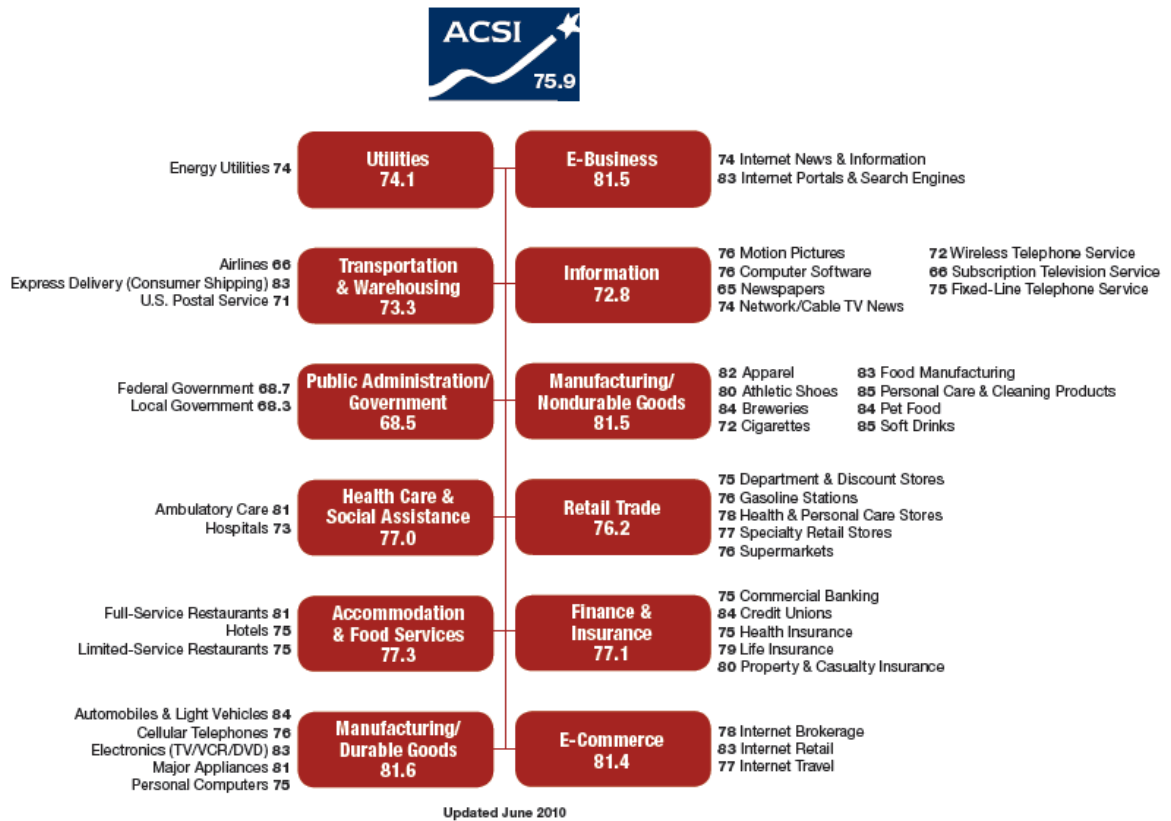 ACSI
75.9
Energy Utilities 74
Utilities
74.1
E-Business
81.5
74 Internet News & Information
83 Internet Portals & Search Engines
Airlines 66
Express Delivery (Consumer Shipping) 83
U.S. Postal Service 71
Transportation
& Warehousing
73.3
Information
72.8
76 Motion Pictures
76 Computer Software
65 Newspapers
74 Network/Cable TV News
72 Wireless Telephone Service
66 Subscription Television Service
75 Fixed-Line Telephone Service
Federal Government 68.7
Local Government 68.3
Public Administration/
Government
68.5
Manufacturing/
Nondurable Goods
81.5
82 Apparel
80 Athletic Shoes
84 Breweries
72 Cigarettes
83 Food Manufacturing
85 Personal Care & Cleaning Products
84 Pet Food
85 Soft Drinks
Ambulatory Care 81
Hospitals 73
Health Care &
Social Assistance
77.0
Retail Trade
76.2
75 Department & Discount Stores
76 Gasoline Stations
78 Health & Personal Care Stores
77 Specialty Retail Stores
76 Supermarkets
Full-Service Restaurants 81
Hotels 75
Limited-Service Restaurants 75
Accommodation
& Food Services
77.3
Finance &
Insurance
77.1
75 Commercial Banking
84 Credit Unions
75 Health Insurance
79 Life Insurance
80 Property & Casualty Insurance
Automobiles & Light Vehicles 84
Cellular Telephones 76
Electronics (TV/VCR/DVD) 83
Major Appliances 81
Personal Computers 75
Manufacturing/
Durable Goods
81.6
E-Commerce
81.4
78 Internet Brokerage
83 Internet Retail
77 Internet Travel
Updated June 2010